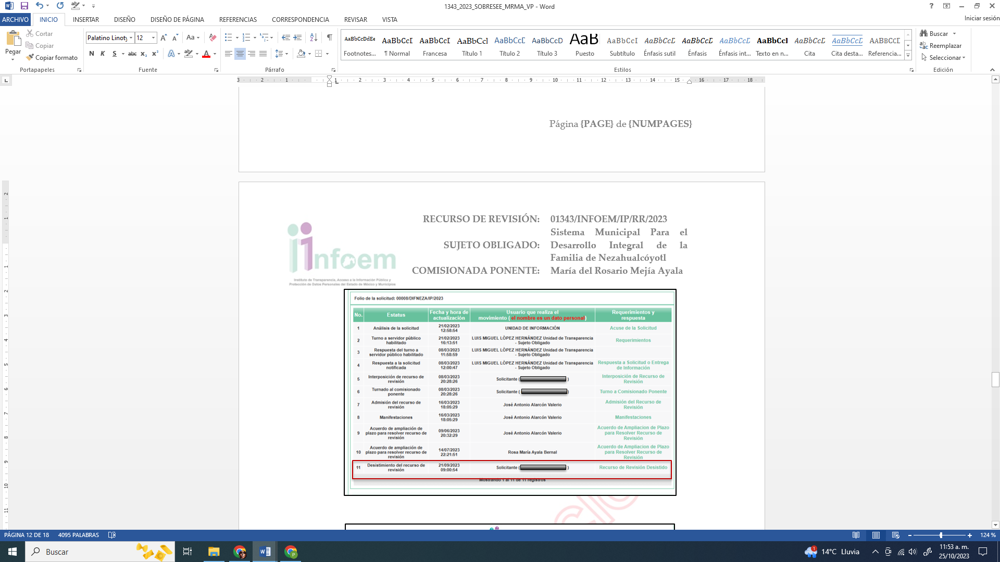 1343_2023_SOBRESEE_MRMA_VP - Word
Iniciar sesión
ARCHIVO INICIO INSERTAR DISEÑO DISEÑO DE PÁGINA REFERENCIAS CORRESPONDENCIA REVISAR VISTA
Pegar
Cortar
Copiar
Copiar formato
Portapapeles
Palatino Linoty 12
N K S abc x₂ x²
Fuente
Párrafo
AaBbCcDdEe AaBbCcI AaBbCcI AaBbCcI AaBbCcD AaBbCcD AaB AaBbCcI AaBbCcD AaBbCcD AaBbCcD AaBbCcI AaBbCcD AaBbCcD AABBCCD
Footnotes... ¶ Normal Francesa Título 1 Título 2 Título 3 Puesto Subtítulo Énfasis sutil Énfasis Énfasis int... Texto en n... Cita Cita desta... Referencia...
Estilos
Buscar
Reemplazar
Seleccionar
Edición
3 2 1 1 2 3 4 5 6 7 8 9 10 11 12 13 14 15 16 17 18
Página {PAGE} de {NUMPAGES}
infoem
Instituto de Transparencia, Acceso a la Información Pública y
Protección de Datos Personales del Estado de México y Municipios
RECURSO DE REVISIÓN: 01343/INFOEM/IP/RR/2023
SUJETO OBLIGADO: Sistema Municipal Para el
Desarrollo Integral de la
Familia de Nezahualcóyotl
COMISIONADA PONENTE: María del Rosario Mejía Ayala
Folio de la solicitud: 00008/DIFNEZA/IP/2023
No. Estatus Fecha y hora de actualización Usuario que realiza el movimiento ( el nombre es un dato personal) Requerimientos y respuesta
1 Análisis de la solicitud 21/02/2023 12:58:54 UNIDAD DE INFORMACIÓN Acuse de la Solicitud
2 Turno a servidor público habilitado 21/02/2023 16:13:51 LUIS MIGUEL LÓPEZ HERNÁNDEZ Unidad de Transparencia - Sujeto Obligado Requerimientos
3 Respuesta del turno a servidor público habilitado 08/03/2023 11:58:59 LUIS MIGUEL LÓPEZ HERNÁNDEZ Unidad de Transparencia - Sujeto Obligado
4 Respuesta a la solicitud notificada 08/03/2023 12:00:47 LUIS MIGUEL LÓPEZ HERNÁNDEZ Unidad de Transparencia - Sujeto Obligado Respuesta a Solicitud o Entrega de Información
5 Interposición de recurso de revisión 08/03/2023 20:28:26 Solicitante ( ) Interposición de Recurso de Revisión
6 Turnado al comisionado ponente 08/03/2023 20:28:26 Solicitante ( ) Turno a Comisionado Ponente
7 Admisión del recurso de revisión 16/03/2023 18:05:29 José Antonio Alarcón Valerio Admisión del Recurso de Revisión
8 Manifestaciones 16/03/2023 18:05:29 José Antonio Alarcón Valerio Manifestaciones
9 Acuerdo de ampliación de plazo para resolver recurso de revisión 09/06/2023 20:32:29 José Antonio Alarcón Valerio Acuerdo de Ampliacion de Plazo para Resolver Recurso de Revisión
10 Acuerdo de ampliación de plazo para resolver recurso de revisión 14/07/2023 22:21:51 Rosa María Ayala Bernal Acuerdo de Ampliacion de Plazo para Resolver Recurso de Revisión
11 Desistimiento del recurso de revisión 21/09/2023 09:00:54 Solicitante ( ) Recurso de Revisión Desistido
Mostrando 1 al 11 de 11 registros
PÁGINA 12 DE 18 4095 PALABRAS 124 %
Buscar
14°C Lluvia
11:53 a. m.
25/10/2023